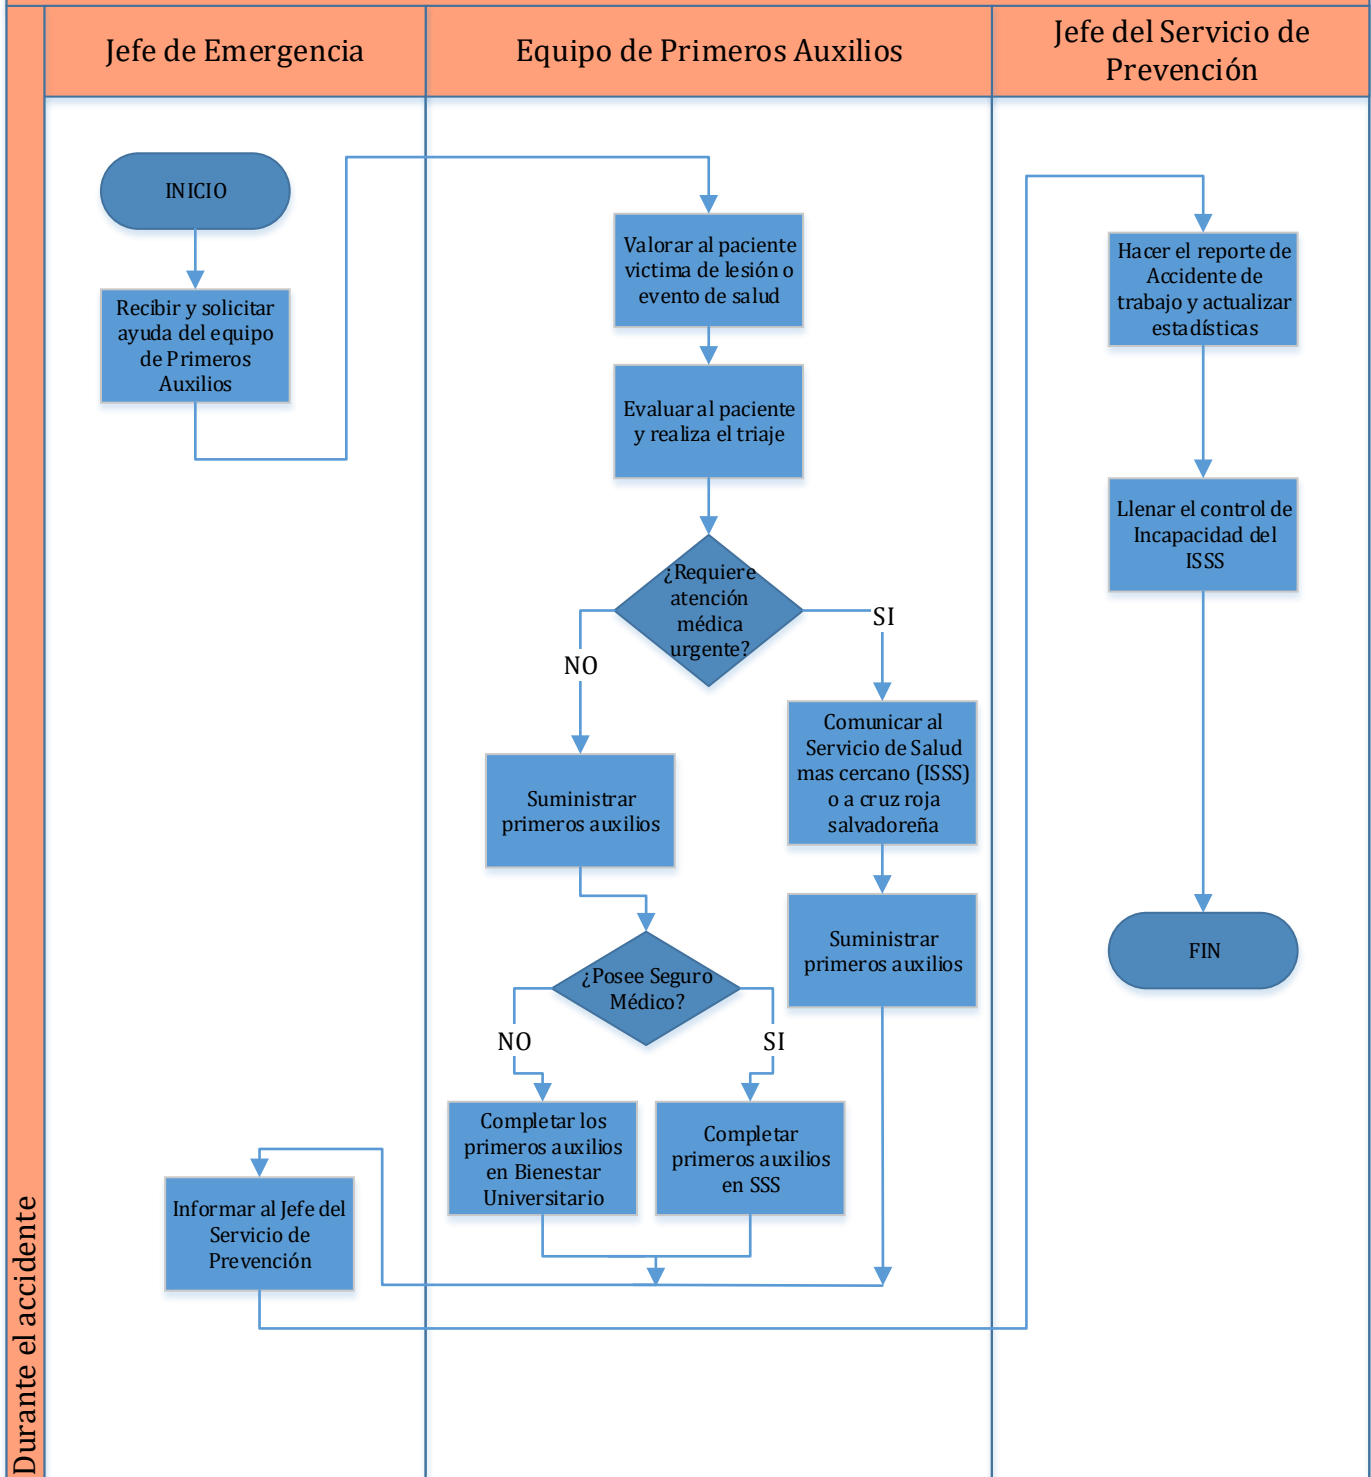 Jefe de Emergencia
Equipo de Primeros Auxilios
Jefe del Servicio de
Prevención
Durante el accidente
INICIO
Recibir y solicitar
ayuda del equipo
de Primeros
Auxilios
Valorar al paciente
victima de lesión o
evento de salud
Evaluar al paciente
y realiza el triaje
¿Requiere
atención
médica
urgente?
NO
SI
Suministrar
primeros auxilios
Comunicar al
Servicio de Salud
mas cercano (ISSS)
o a cruz roja
salvadoreña
Suministrar
primeros auxilios
¿Posee Seguro
Médico?
NO
SI
Completar los
primeros auxilios
en Bienestar
Universitario
Completar
primeros auxilios
en SSS
Informar al Jefe del
Servicio de
Prevención
Hacer el reporte de
Accidente de
trabajo y actualizar
estadísticas
Llenar el control de
Incapacidad del
ISSS
FIN